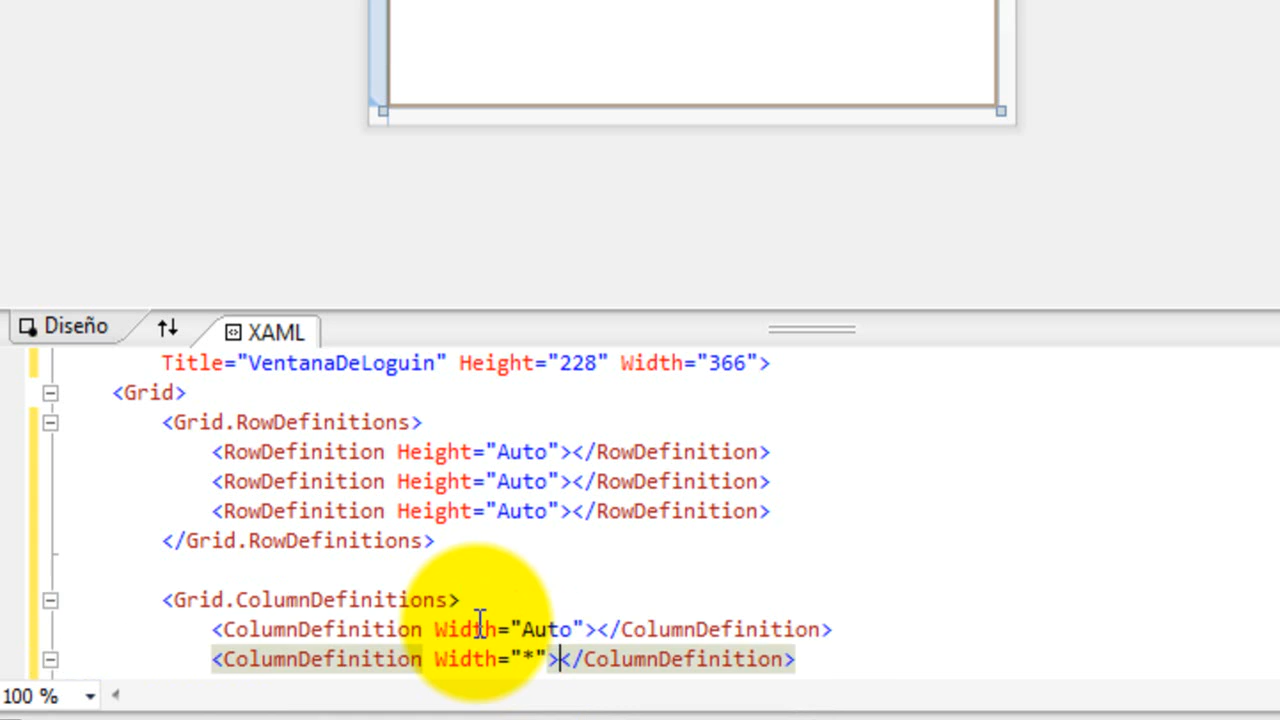 Diseño XAML
Title="VentanaDeLoguin" Height="228" Width="366">
<Grid>
<Grid.RowDefinitions>
<RowDefinition Height="Auto"></RowDefinition>
<RowDefinition Height="Auto"></RowDefinition>
<RowDefinition Height="Auto"></RowDefinition>
</Grid.RowDefinitions>
<Grid.ColumnDefinitions>
<ColumnDefinition Width="Auto"></ColumnDefinition>
<ColumnDefinition Width="*"></ColumnDefinition>
100 %